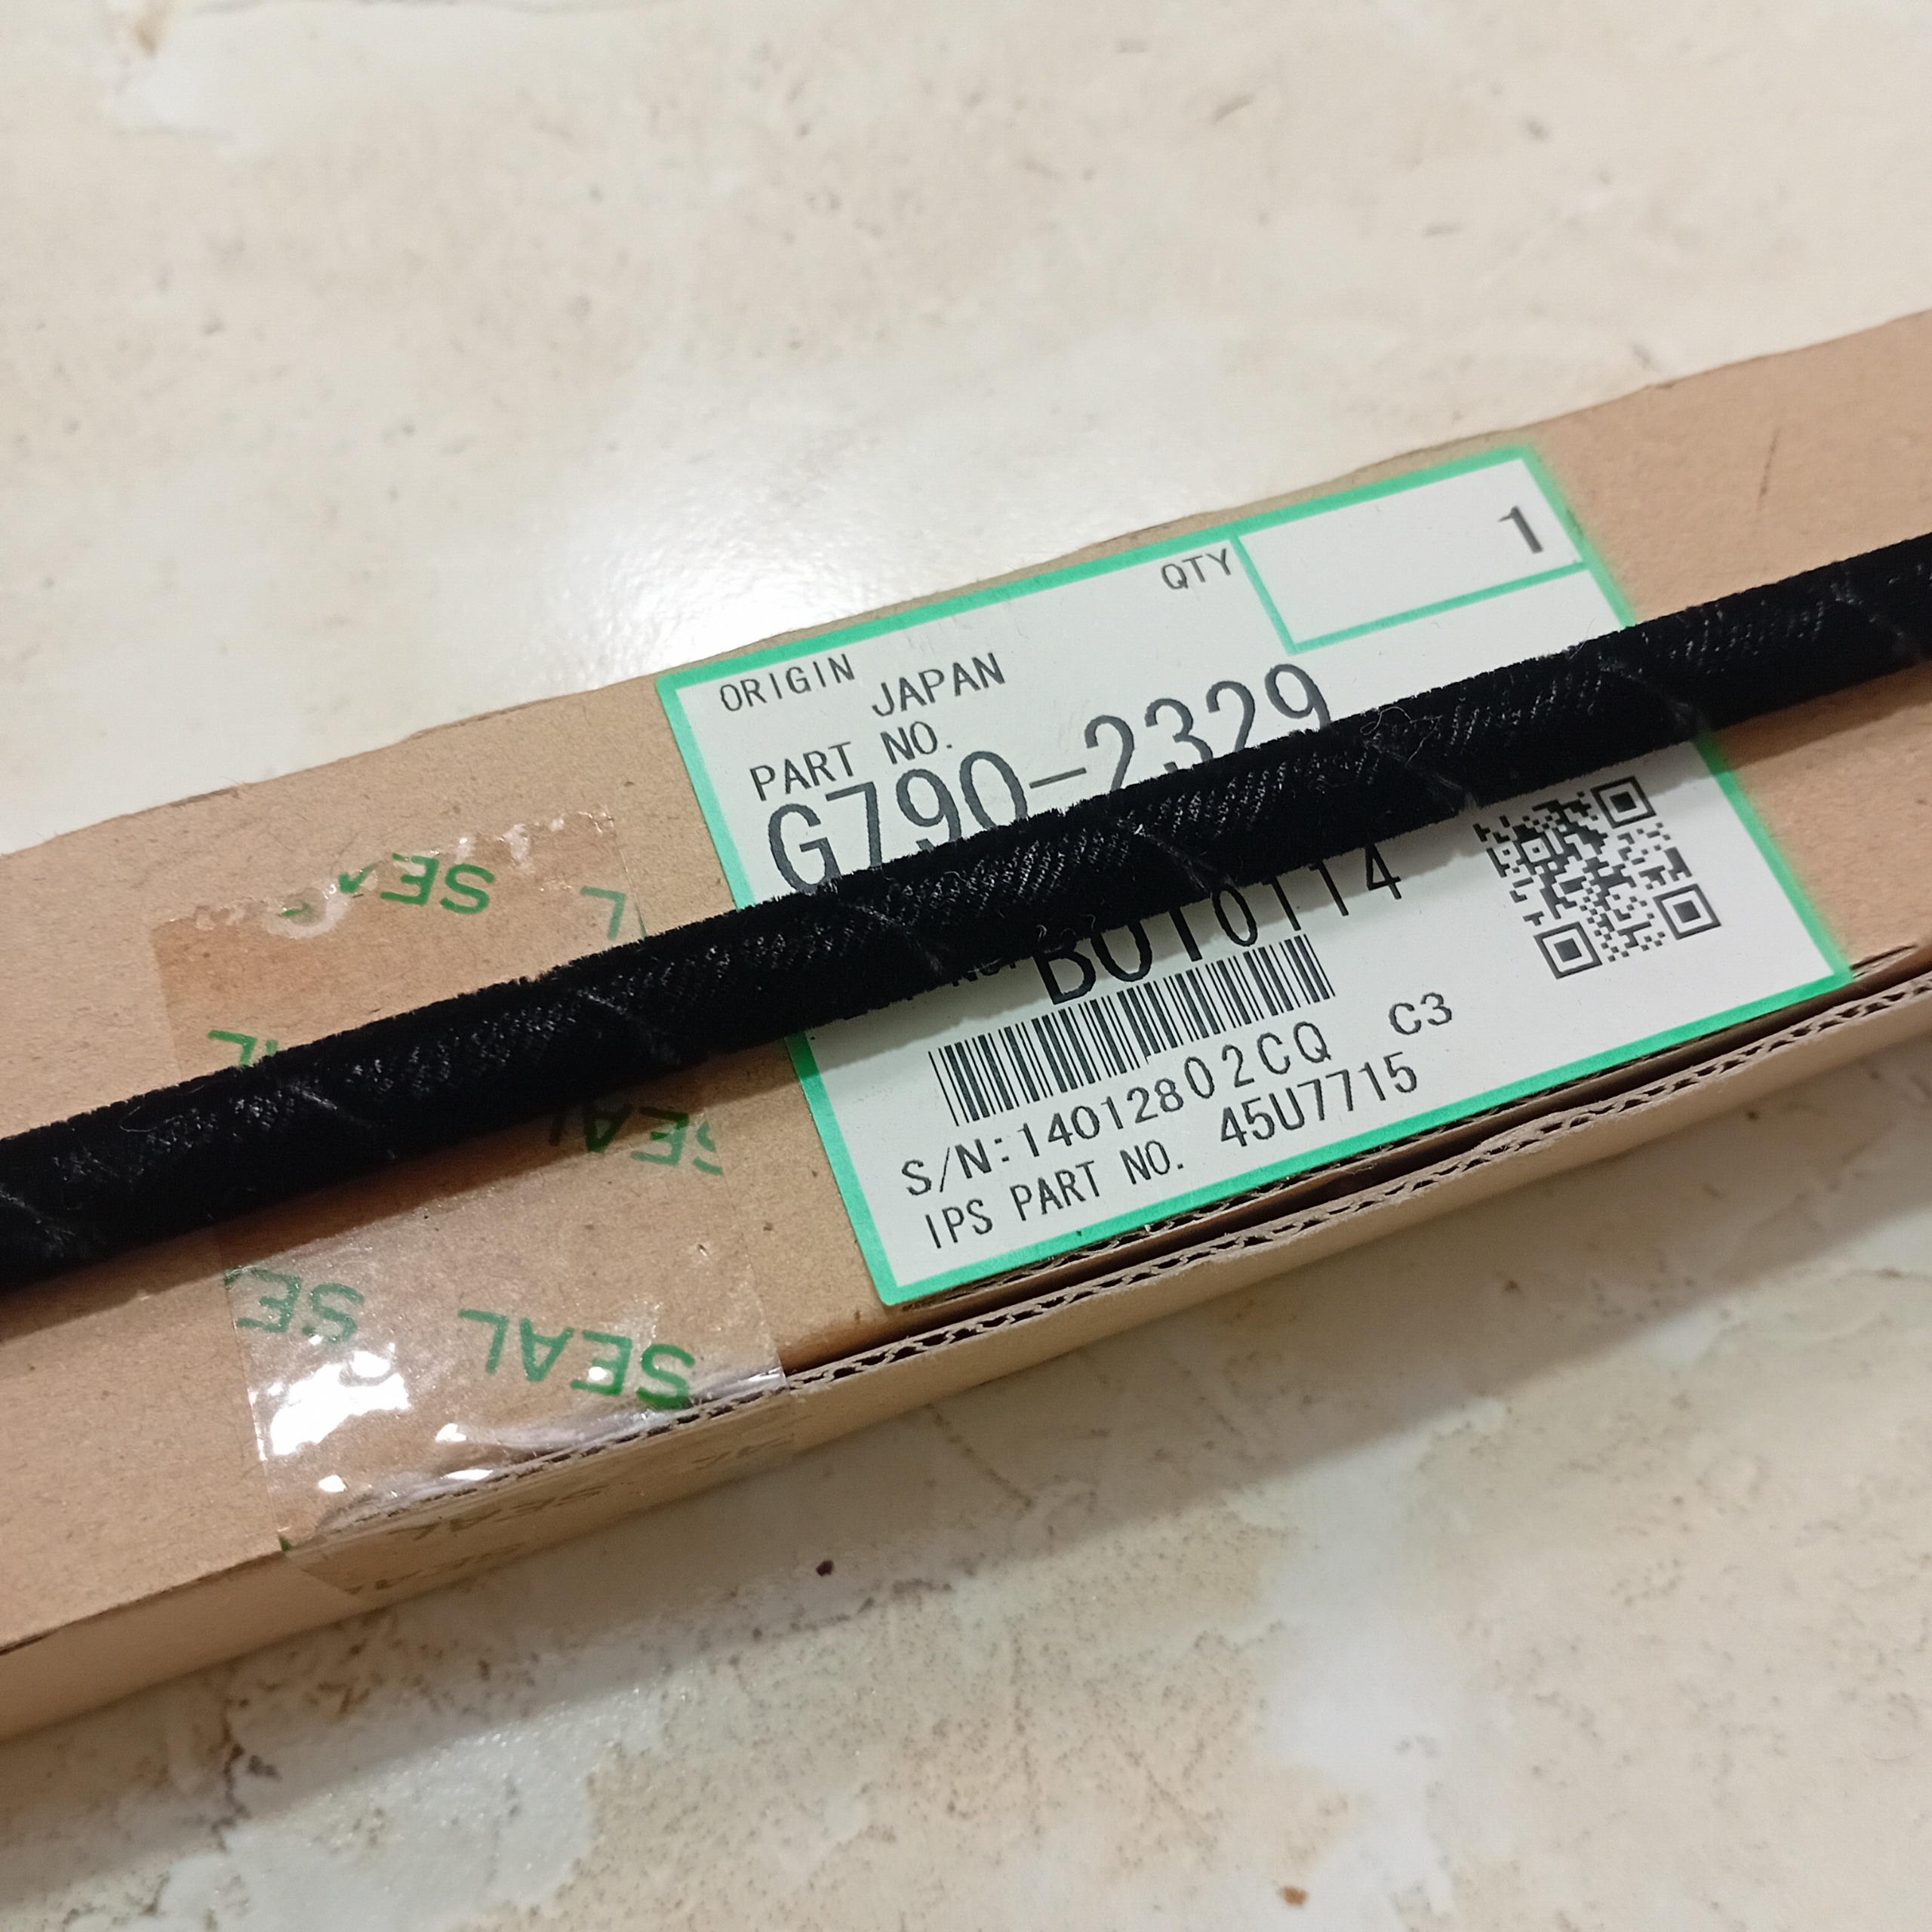 QTY 1
ORIGIN JAPAN
PART NO.
G790-2329
B010114
S/N:14012802CQ C3
IPS PART NO. 45U7715
SEAL
SEAL
SEAL